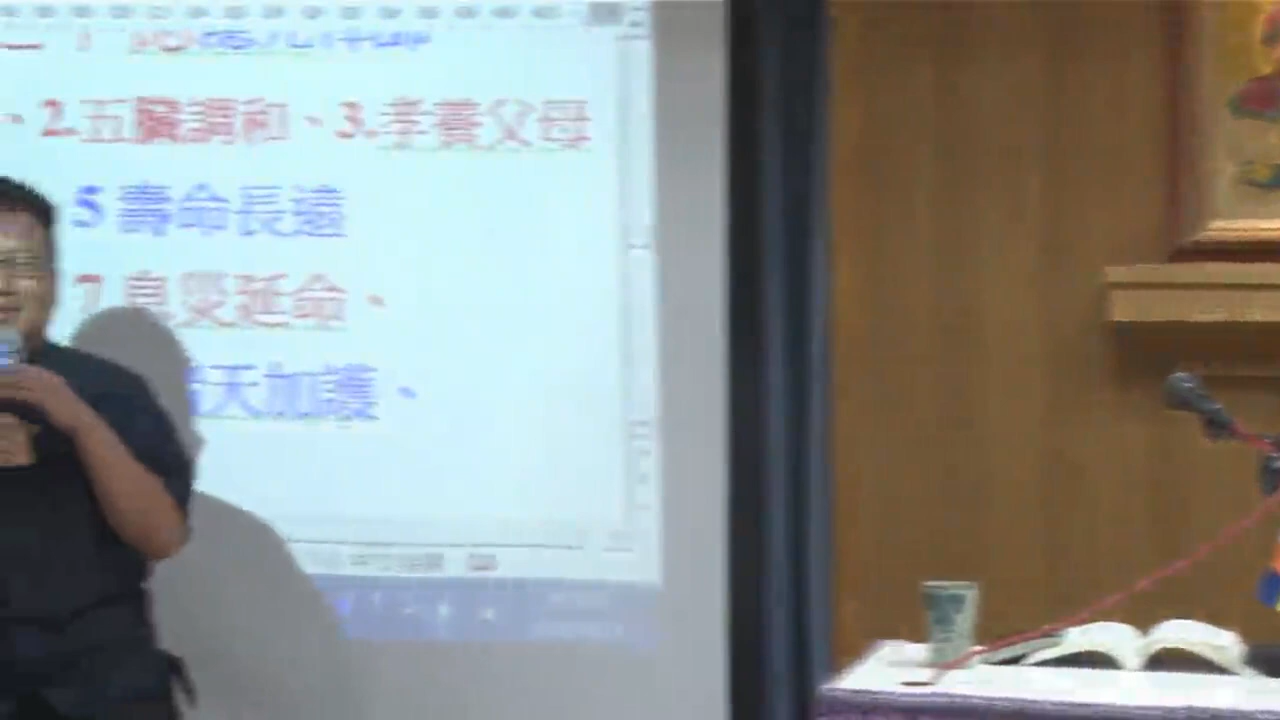 、2.五臟調和、3.孝養父母
5 壽命長遠
7 息災延命、
天加護、